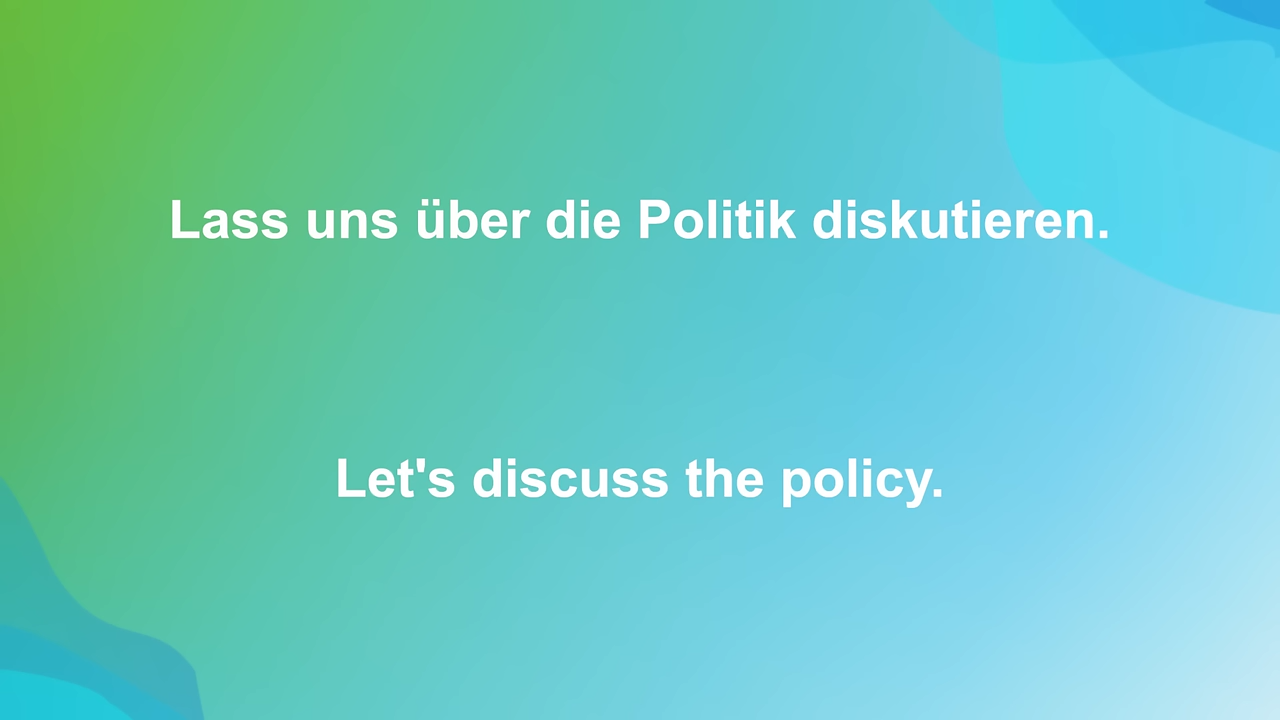 Lass uns über die Politik diskutieren.
Let's discuss the policy.